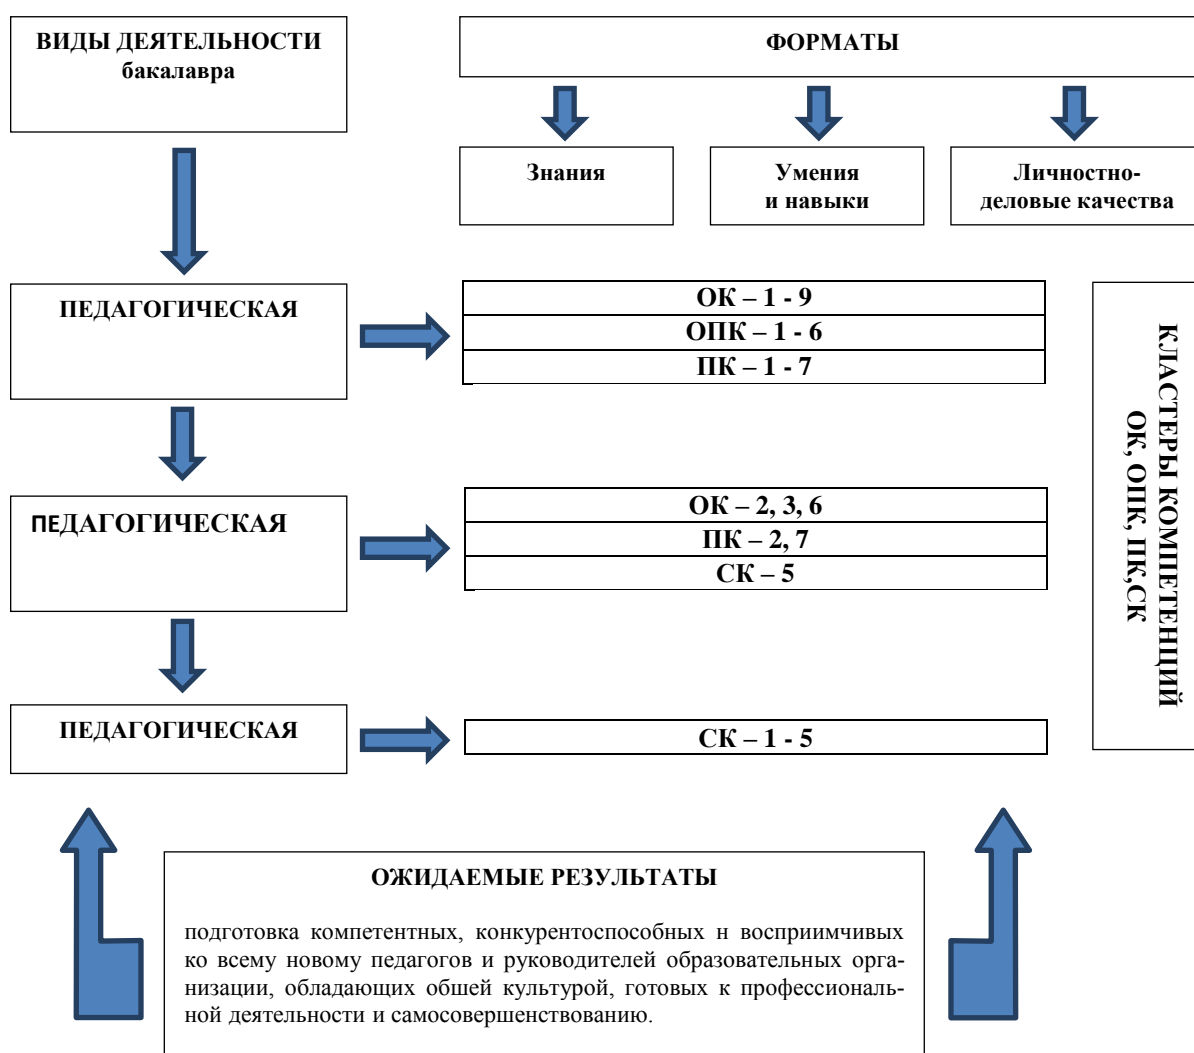 ВИДЫ ДЕЯТЕЛЬНОСТИ
бакалавра
ФОРМАТЫ
Знания
Умения
и навыки
Личностно-
деловые качества
ПЕДАГОГИЧЕСКАЯ
ОК – 1 - 9
ОПК – 1 - 6
ПК – 1 - 7
ПЕДАГОГИЧЕСКАЯ
ОК – 2, 3, 6
ПК – 2, 7
СК – 5
ПЕДАГОГИЧЕСКАЯ
СК – 1 - 5
КЛАСТЕРЫ КОМПЕТЕНЦИЙ
ОК, ОПК, ПК,СК
ОЖИДАЕМЫЕ РЕЗУЛЬТАТЫ
подготовка компетентных, конкурентоспособных н восприимчивых
ко всему новому педагогов и руководителей образовательных орга-
низации, обладающих обшей культурой, готовых к профессиональ-
ной деятельности и самосовершенствованию.